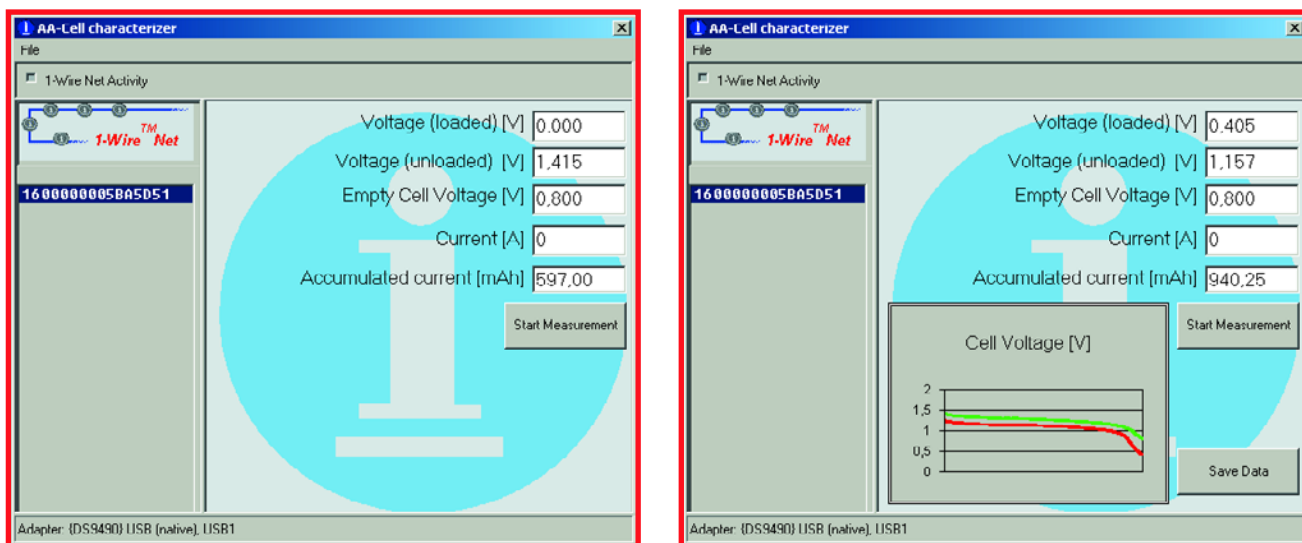 AA-Cell characterizer
File
1-Wire Net Activity
1-Wire TM Net
1600000005BA5D51
Voltage (loaded) [V] 0.000
Voltage (unloaded) [V] 1,415
Empty Cell Voltage [V] 0,800
Current [A] 0
Accumulated current [mAh] 597,00
Start Measurement
Adapter: {DS9490} USB (native), USB1
AA-Cell characterizer
File
1-Wire Net Activity
1-Wire TM Net
1600000005BA5D51
Voltage (loaded) [V] 0.405
Voltage (unloaded) [V] 1,157
Empty Cell Voltage [V] 0,800
Current [A] 0
Accumulated current [mAh] 940,25
Start Measurement
Cell Voltage [V]
2
1,5
1
0,5
0
Save Data
Adapter: {DS9490} USB (native), USB1